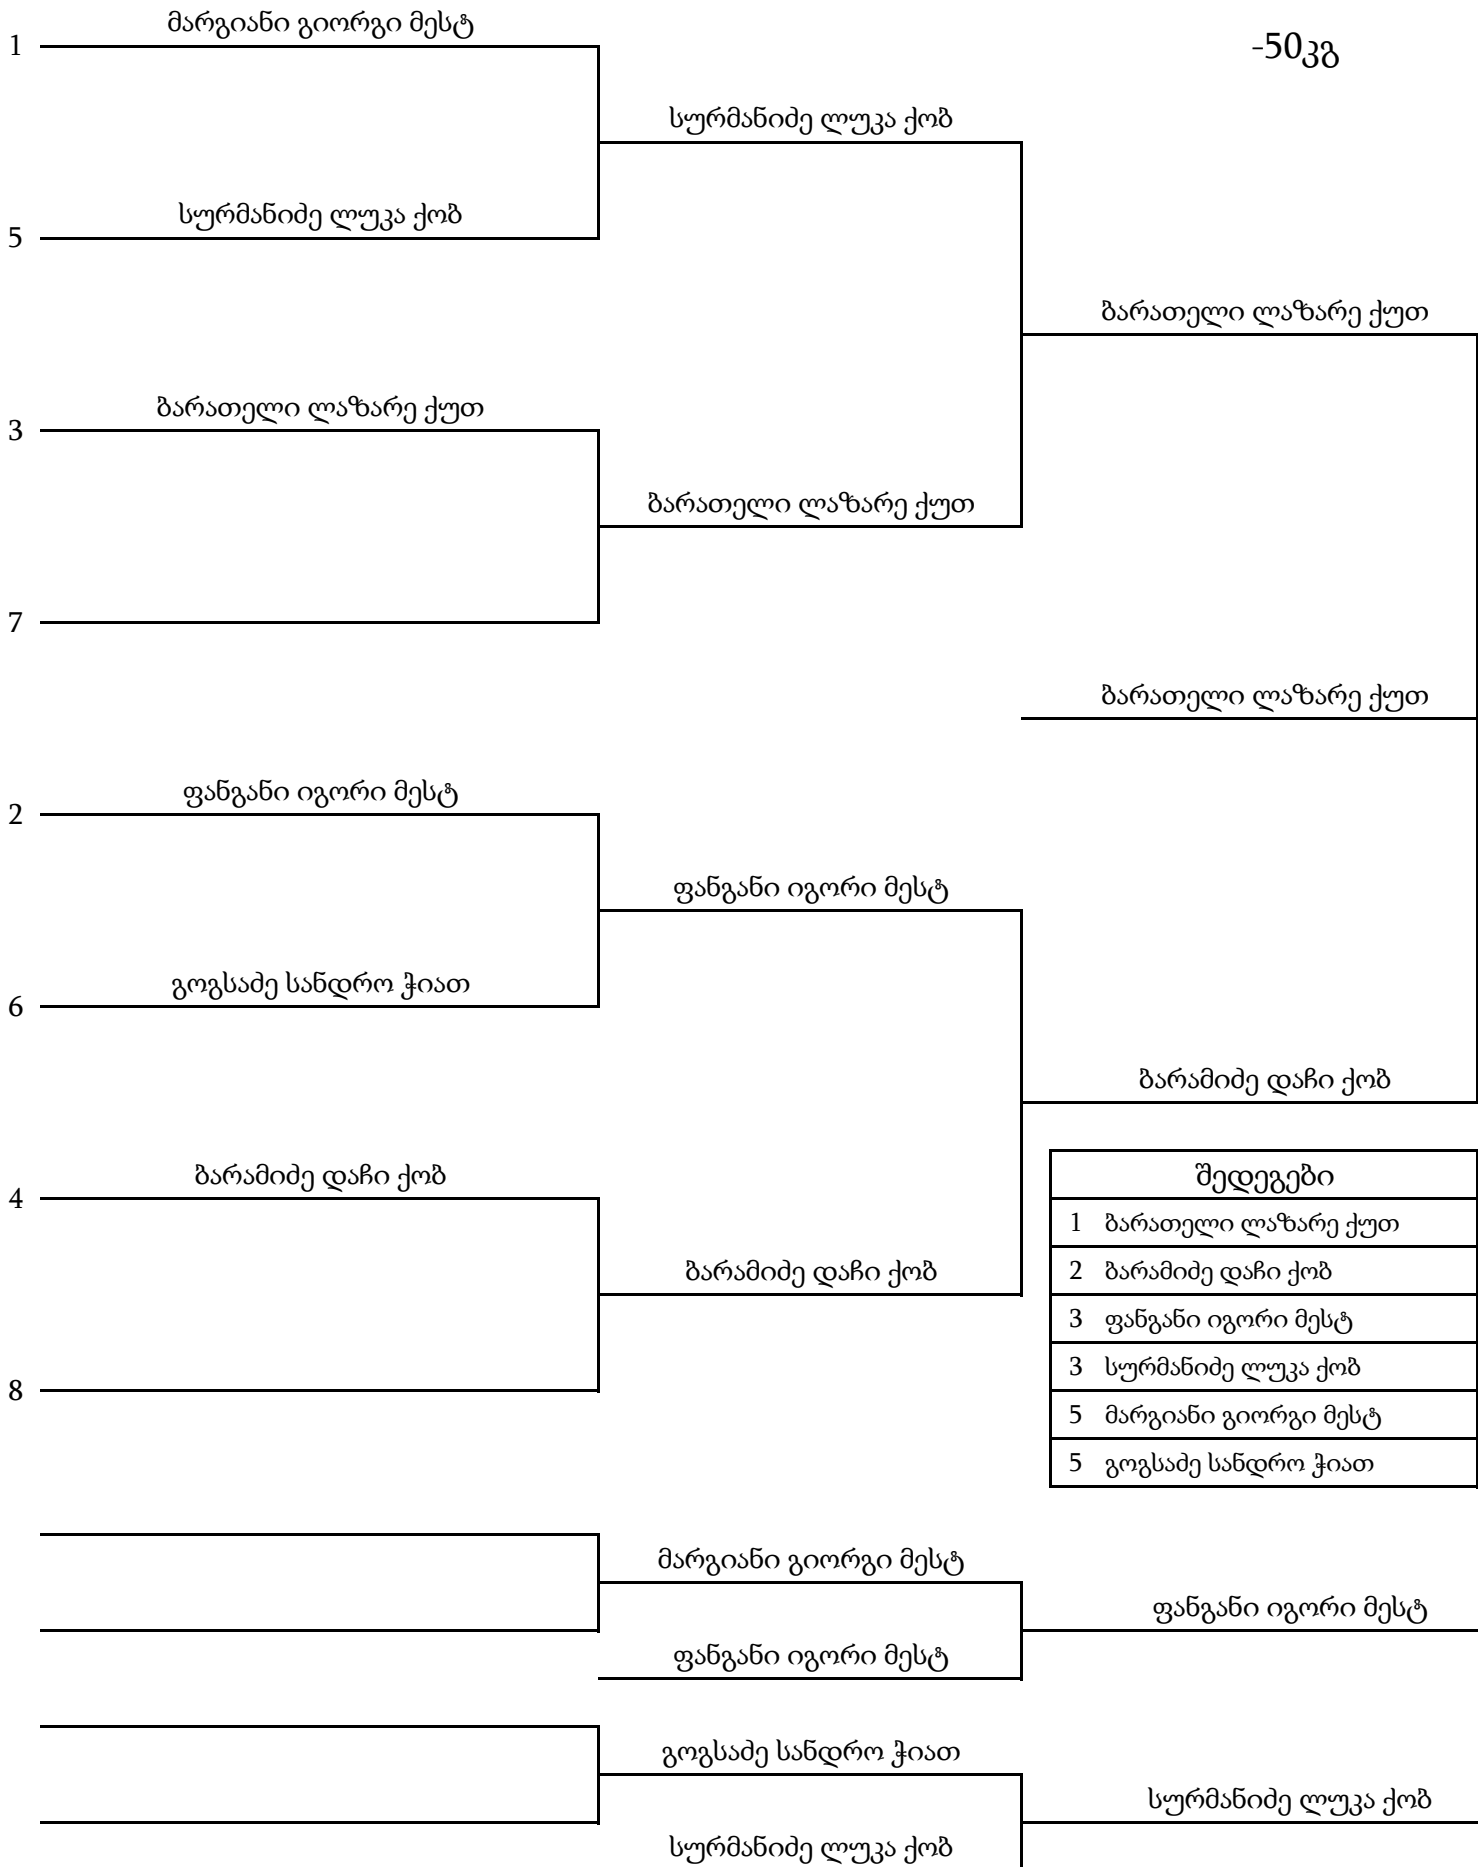 მარგიანი გიორგი მესტ
1
-50კგ
სურმანიძე ლუკა ქობ
სურმანიძე ლუკა ქობ
5
ბარათელი ლაზარე ქუთ
ბარათელი ლაზარე ქუთ
3
ბარათელი ლაზარე ქუთ
7
ბარათელი ლაზარე ქუთ
ფანგანი იგორი მესტ
2
ფანგანი იგორი მესტ
გოგსაძე სანდრო ჭიათ
6
ბარამიძე დაჩი ქობ
ბარამიძე დაჩი ქობ
4
შედეგები
1 ბარათელი ლაზარე ქუთ
ბარამიძე დაჩი ქობ
2 ბარამიძე დაჩი ქობ
3 ფანგანი იგორი მესტ
3 სურმანიძე ლუკა ქობ
8
5 მარგიანი გიორგი მესტ
5 გოგსაძე სანდრო ჭიათ
მარგიანი გიორგი მესტ
ფანგანი იგორი მესტ
ფანგანი იგორი მესტ
გოგსაძე სანდრო ჭიათ
სურმანიძე ლუკა ქობ
სურმანიძე ლუკა ქობ